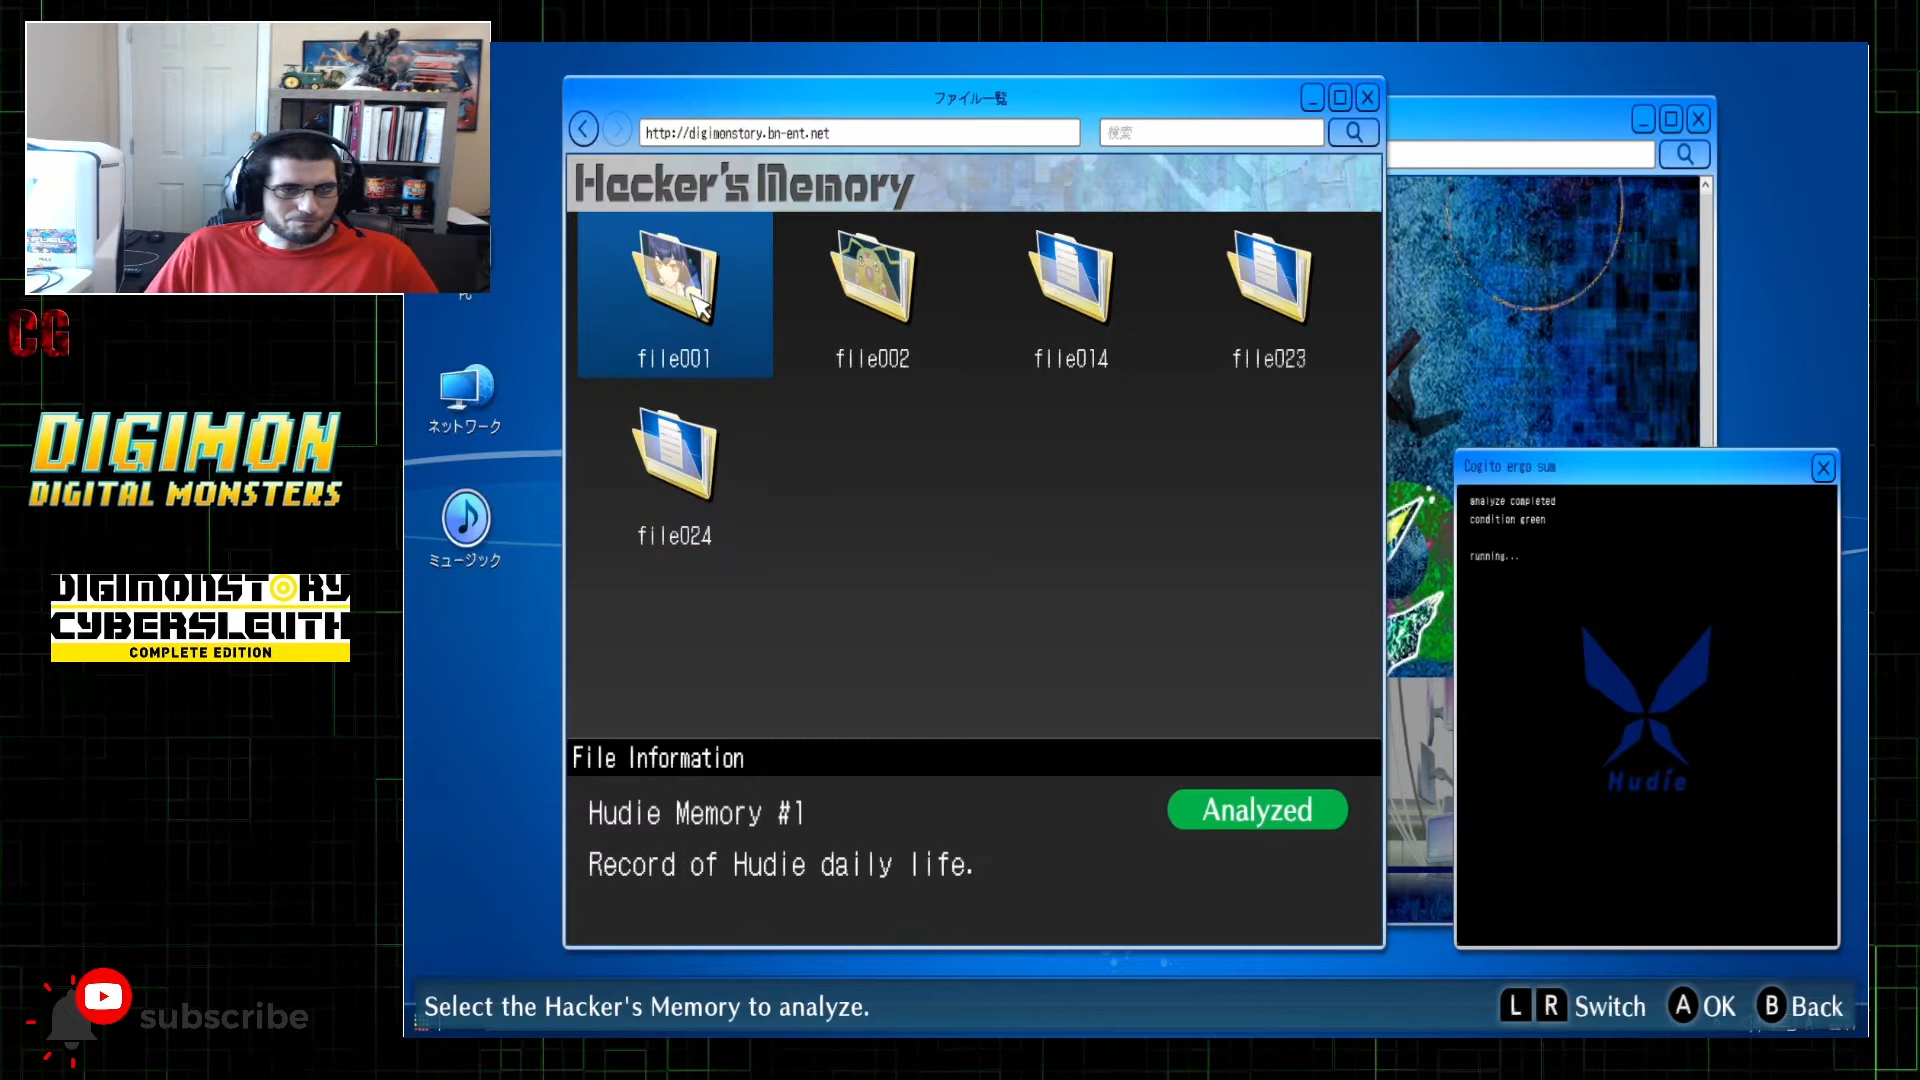 ファイル一覧
http://digimonstory.bn-ent.net
検索
Hacker's Memory
file001
file002
file014
file023
file024
File Information
Hudie Memory #1
Analyzed
Record of Hudie daily life.
PC
ネットワーク
ミュージック
Cogito ergo sum
analyze completed
condition green
running...
Hudie
CG
DIGIMON
DIGITAL MONSTERS
DIGIMONSTORY
CYBERSLEUTH
COMPLETE EDITION
subscribe
Select the Hacker's Memory to analyze.
L R Switch A OK B Back